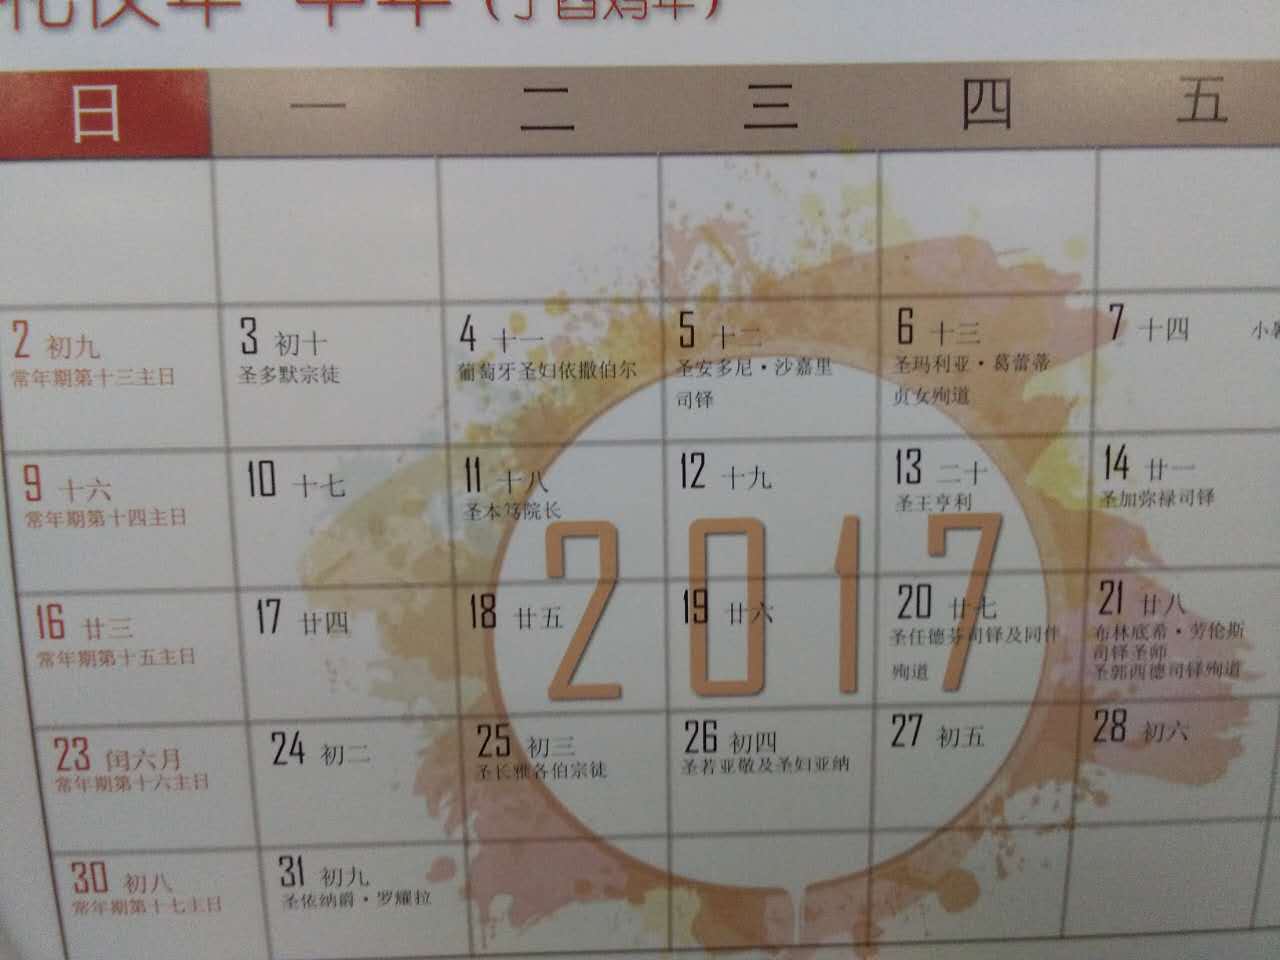 礼仪年 甲年（丁酉鸡年）
日 一 二 三 四 五
2 初九
常年期第十三主日
3 初十
圣多默宗徒
4 十一
葡萄牙圣妇依撒伯尔
5 十二
圣安多尼·沙嘉里
司铎
6 十三
圣玛利亚·葛蕾蒂
贞女殉道
7 十四 小暑
9 十六
常年期第十四主日
10 十七
11 十八
圣本笃院长
12 十九
13 二十
圣王亨利
14 廿一
圣加弥禄司铎
2017
16 廿三
常年期第十五主日
17 廿四
18 廿五
19 廿六
20 廿七
圣任德芬司铎及同伴
殉道
21 廿八
布林底希·劳伦斯
司铎圣师
圣郭西德司铎殉道
23 闰六月
常年期第十六主日
24 初二
25 初三
圣长雅各伯宗徒
26 初四
圣若亚敬及圣妇亚纳
27 初五
28 初六
30 初八
常年期第十七主日
31 初九
圣依纳爵·罗耀拉